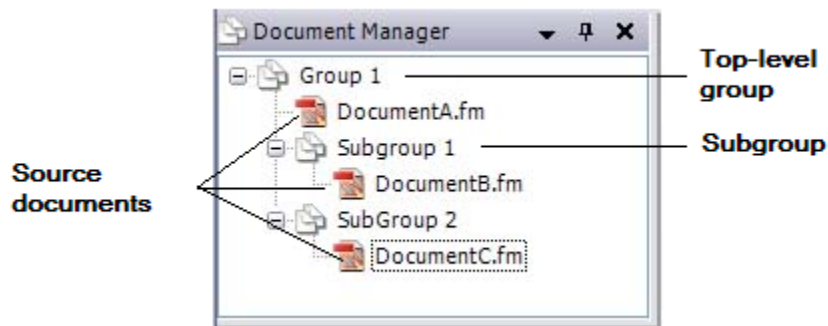 Document Manager
Group 1
Top-level
group
DocumentA.fm
Subgroup 1
Subgroup
Source
documents
DocumentB.fm
SubGroup 2
DocumentC.fm